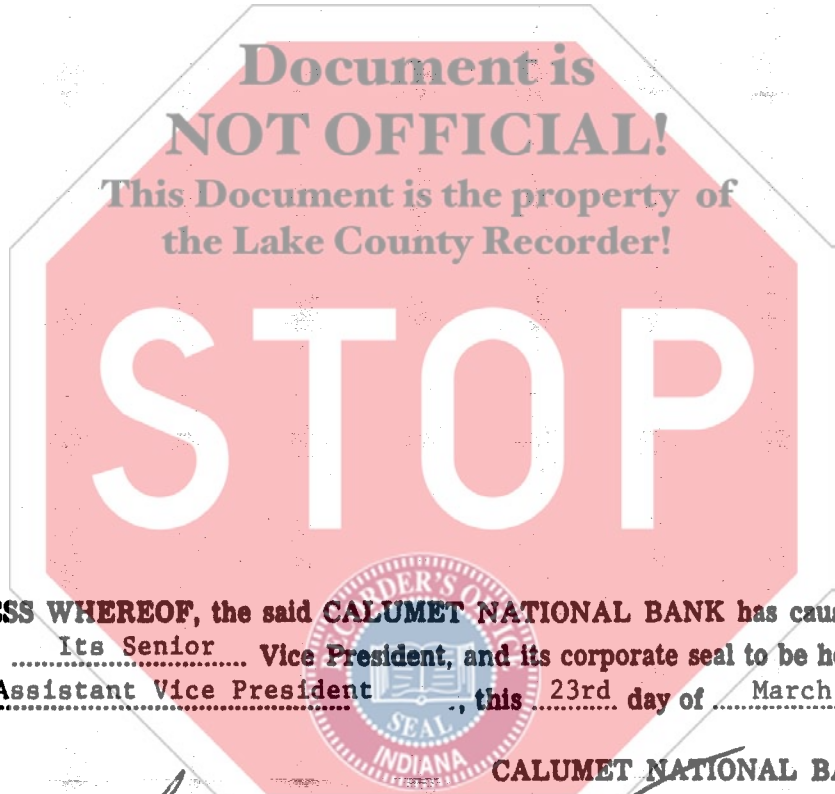 Document is
NOT OFFICIAL!
This Document is the property of
the Lake County Recorder!
STOP
ESS WHEREOF, the said CALUMET NATIONAL BANK has caus
Its Senior Vice President, and its corporate seal to be he
Assistant Vice President ., this 23rd day of March
RECORDER'S OFFIC
SEAL
INDIANA
CALUMET NATIONAL BA